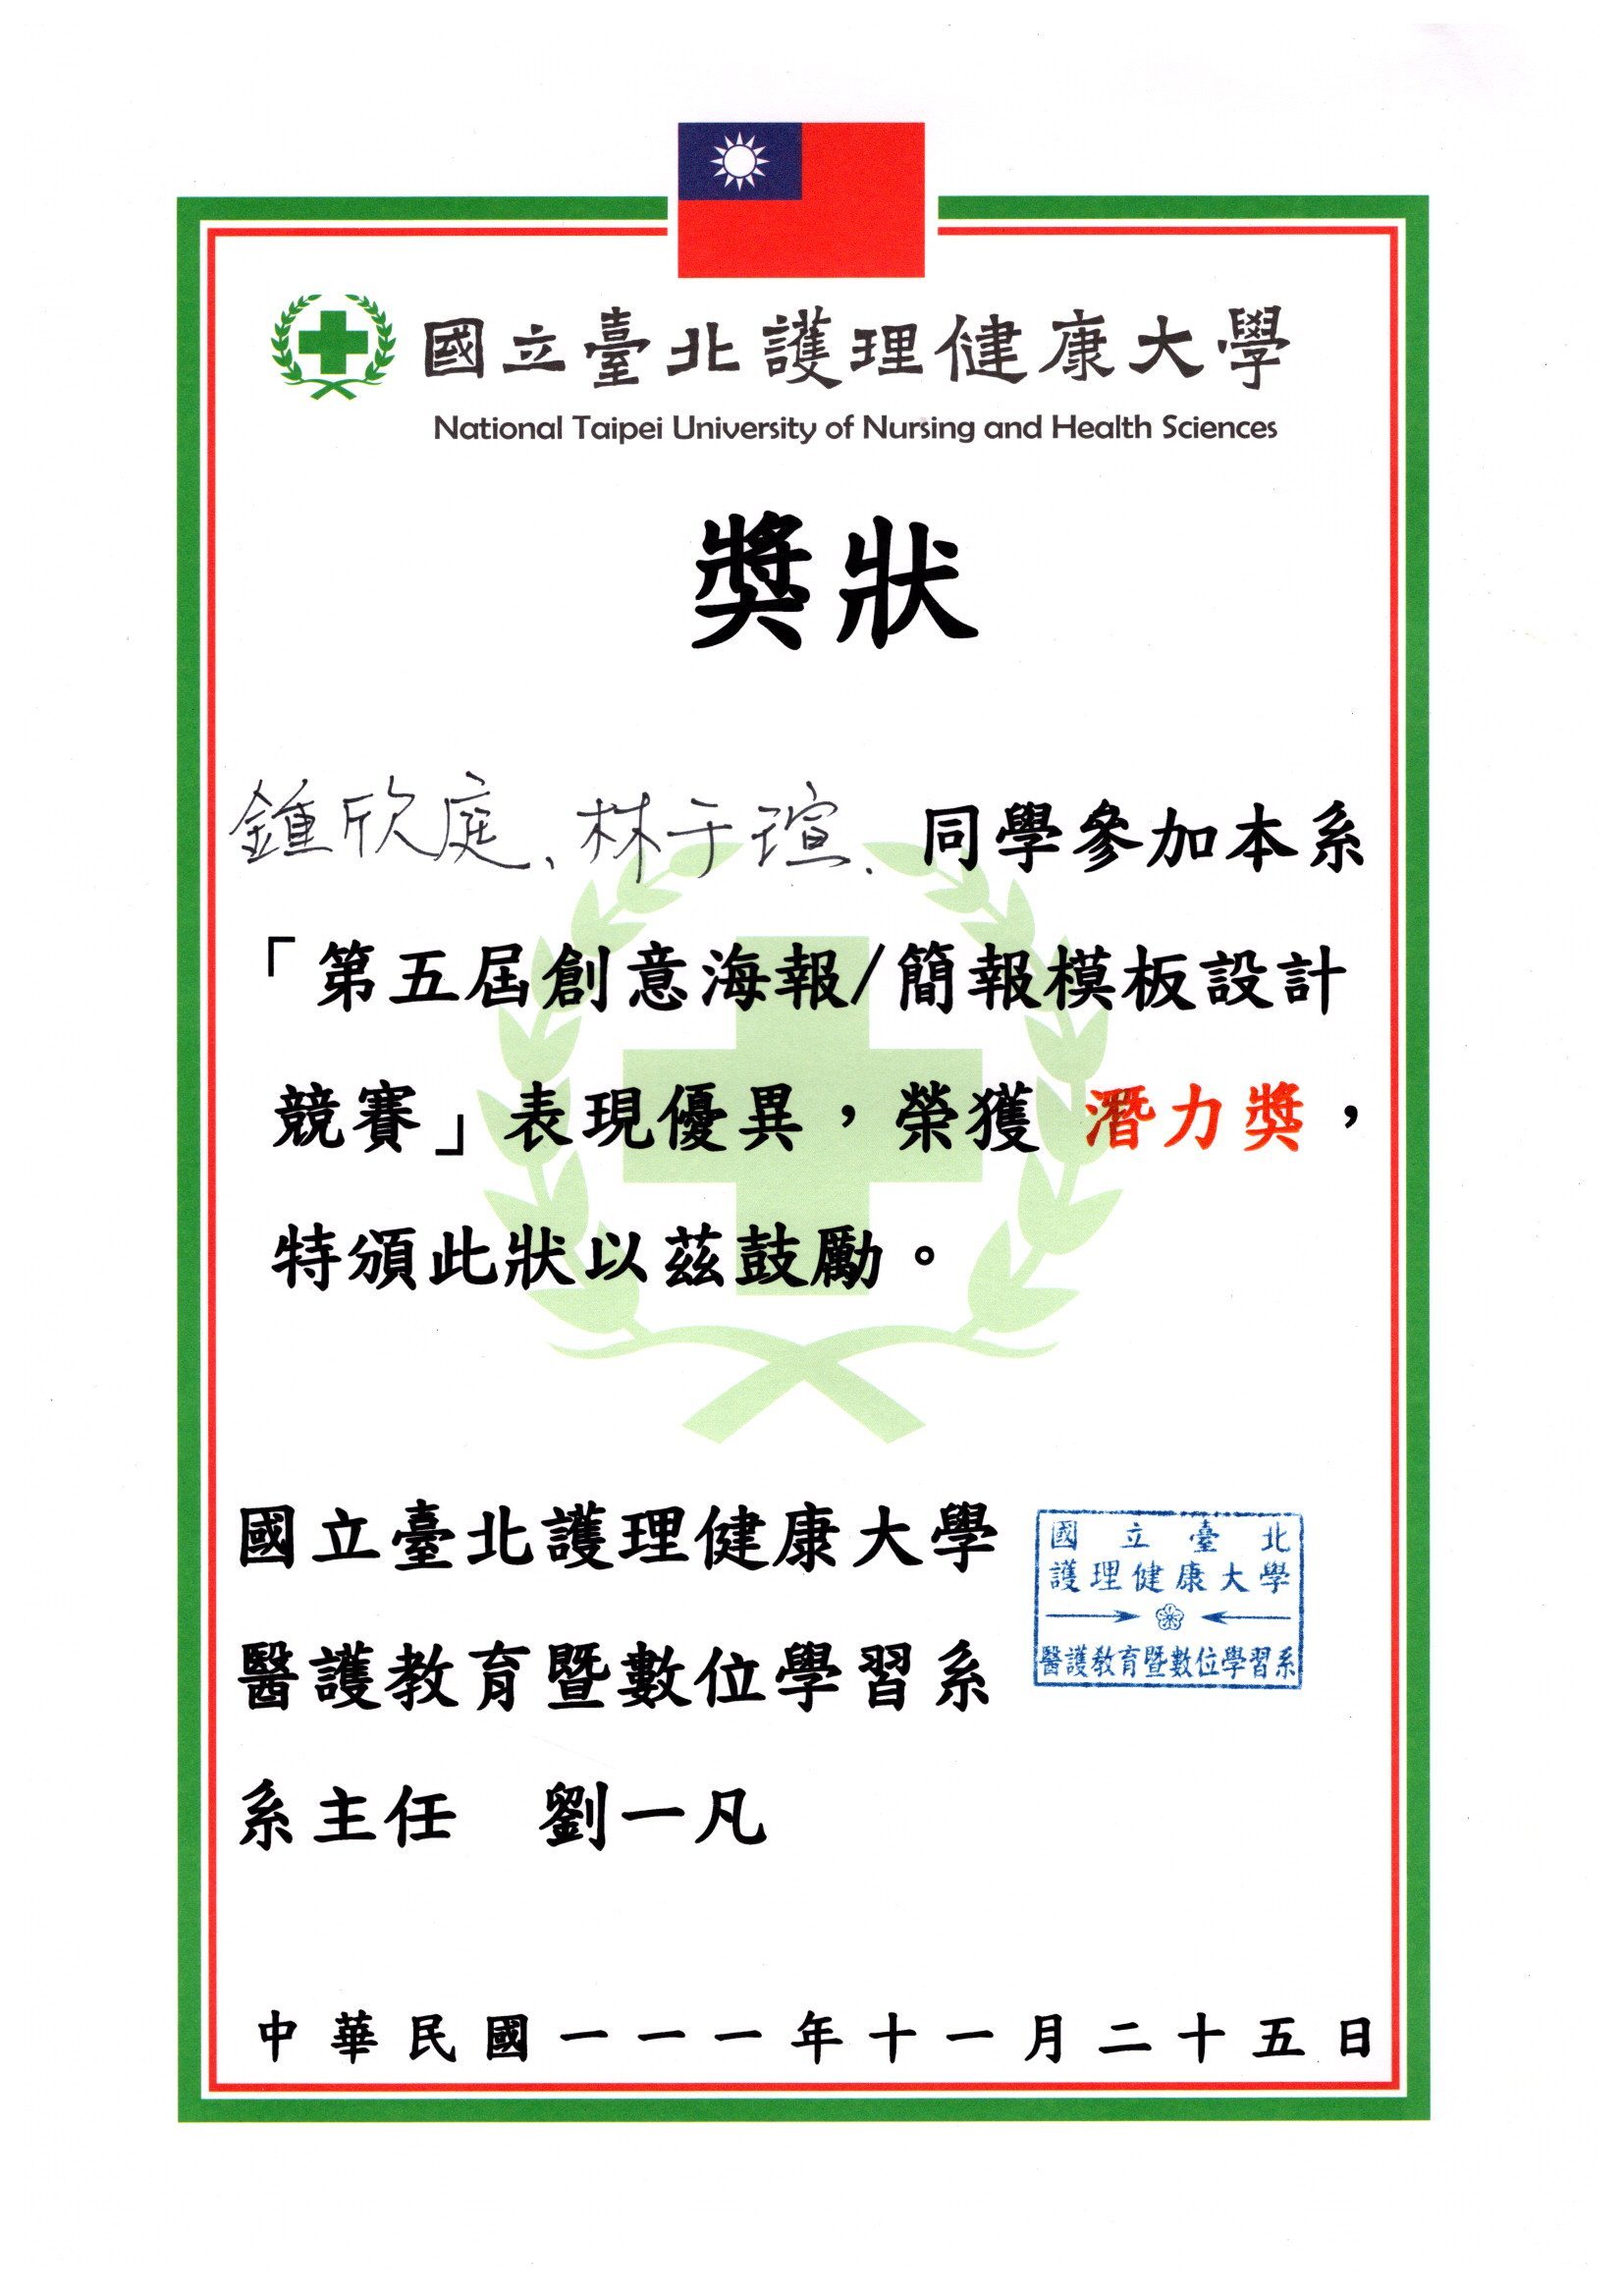 國立臺北護理健康大學
National Taipei University of Nursing and Health Sciences
獎狀
鍾欣庭、林于瑄、同學參加本系
「第五屆創意海報/簡報模板設計
競賽」表現優異，榮獲 潛力獎，
特頒此狀以茲鼓勵。
國立臺北護理健康大學
醫護教育暨數位學習系
系主任 劉一凡
國立臺北
護理健康大學
醫護教育暨數位學習系
中華民國一一一年十一月二十五日